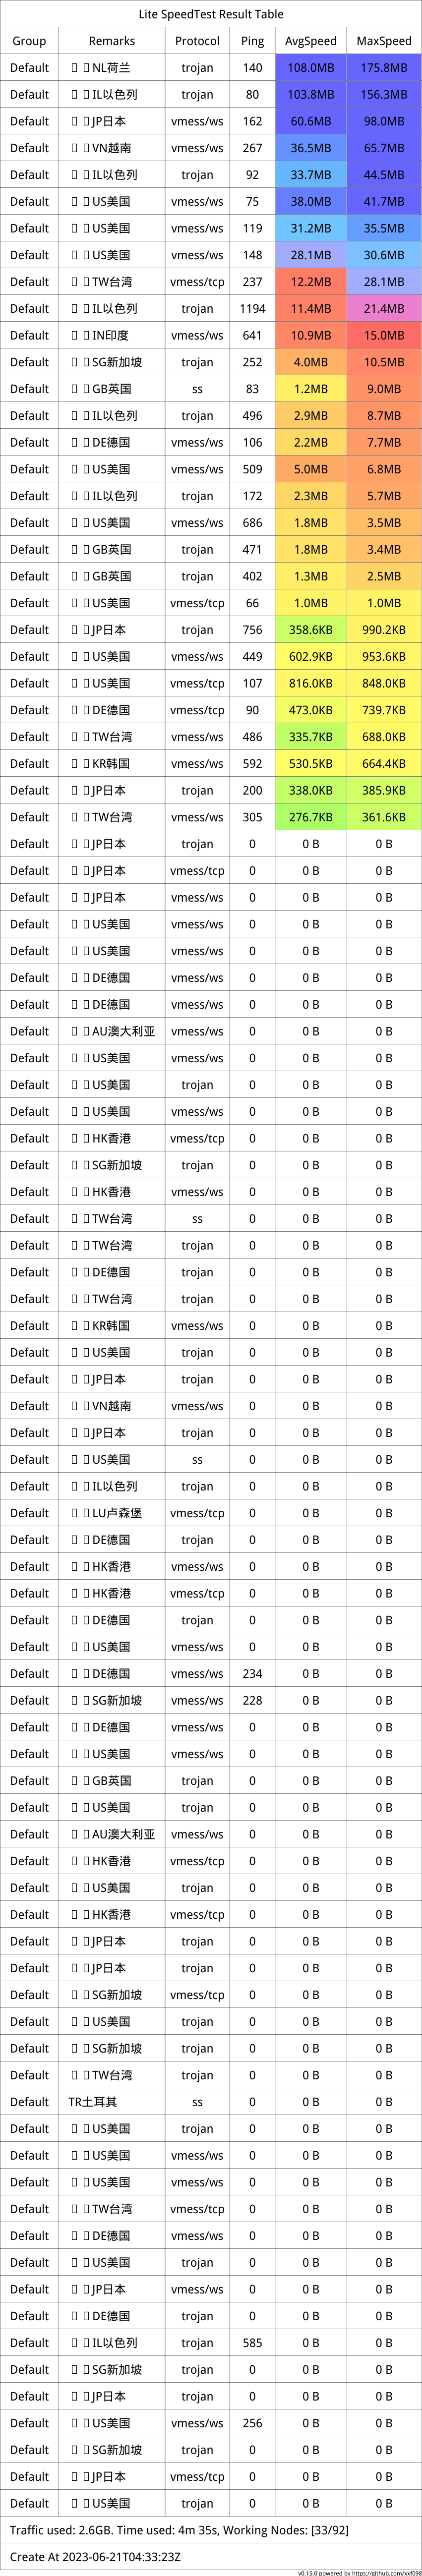 Lite SpeedTest Result Table
Group Remarks Protocol Ping AvgSpeed MaxSpeed
Default NL荷兰 trojan 140 108.0MB 175.8MB
Default IL以色列 trojan 80 103.8MB 156.3MB
Default JP日本 vmess/ws 162 60.6MB 98.0MB
Default VN越南 vmess/ws 267 36.5MB 65.7MB
Default IL以色列 trojan 92 33.7MB 44.5MB
Default US美国 vmess/ws 75 38.0MB 41.7MB
Default US美国 vmess/ws 119 31.2MB 35.5MB
Default US美国 vmess/ws 148 28.1MB 30.6MB
Default TW台湾 vmess/tcp 237 12.2MB 28.1MB
Default IL以色列 trojan 1194 11.4MB 21.4MB
Default IN印度 vmess/ws 641 10.9MB 15.0MB
Default SG新加坡 trojan 252 4.0MB 10.5MB
Default GB英国 ss 83 1.2MB 9.0MB
Default IL以色列 trojan 496 2.9MB 8.7MB
Default DE德国 vmess/ws 106 2.2MB 7.7MB
Default US美国 vmess/ws 509 5.0MB 6.8MB
Default IL以色列 trojan 172 2.3MB 5.7MB
Default US美国 vmess/ws 686 1.8MB 3.5MB
Default GB英国 trojan 471 1.8MB 3.4MB
Default GB英国 trojan 402 1.3MB 2.5MB
Default US美国 vmess/tcp 66 1.0MB 1.0MB
Default JP日本 trojan 756 358.6KB 990.2KB
Default US美国 vmess/ws 449 602.9KB 953.6KB
Default US美国 vmess/tcp 107 816.0KB 848.0KB
Default DE德国 vmess/tcp 90 473.0KB 739.7KB
Default TW台湾 vmess/ws 486 335.7KB 688.0KB
Default KR韩国 vmess/ws 592 530.5KB 664.4KB
Default JP日本 trojan 200 338.0KB 385.9KB
Default TW台湾 vmess/ws 305 276.7KB 361.6KB
Default JP日本 trojan 0 0 B 0 B
Default JP日本 vmess/tcp 0 0 B 0 B
Default JP日本 vmess/ws 0 0 B 0 B
Default US美国 vmess/ws 0 0 B 0 B
Default US美国 vmess/ws 0 0 B 0 B
Default DE德国 vmess/ws 0 0 B 0 B
Default DE德国 vmess/ws 0 0 B 0 B
Default AU澳大利亚 vmess/ws 0 0 B 0 B
Default US美国 vmess/ws 0 0 B 0 B
Default US美国 trojan 0 0 B 0 B
Default US美国 vmess/ws 0 0 B 0 B
Default HK香港 vmess/tcp 0 0 B 0 B
Default SG新加坡 trojan 0 0 B 0 B
Default HK香港 vmess/ws 0 0 B 0 B
Default TW台湾 ss 0 0 B 0 B
Default TW台湾 trojan 0 0 B 0 B
Default DE德国 trojan 0 0 B 0 B
Default TW台湾 trojan 0 0 B 0 B
Default KR韩国 vmess/ws 0 0 B 0 B
Default US美国 trojan 0 0 B 0 B
Default JP日本 trojan 0 0 B 0 B
Default VN越南 vmess/ws 0 0 B 0 B
Default JP日本 trojan 0 0 B 0 B
Default US美国 ss 0 0 B 0 B
Default IL以色列 trojan 0 0 B 0 B
Default LU卢森堡 vmess/tcp 0 0 B 0 B
Default DE德国 trojan 0 0 B 0 B
Default HK香港 vmess/ws 0 0 B 0 B
Default HK香港 vmess/tcp 0 0 B 0 B
Default DE德国 trojan 0 0 B 0 B
Default US美国 vmess/ws 0 0 B 0 B
Default DE德国 vmess/ws 234 0 B 0 B
Default SG新加坡 vmess/ws 228 0 B 0 B
Default DE德国 vmess/ws 0 0 B 0 B
Default US美国 vmess/ws 0 0 B 0 B
Default GB英国 trojan 0 0 B 0 B
Default US美国 trojan 0 0 B 0 B
Default AU澳大利亚 vmess/ws 0 0 B 0 B
Default HK香港 vmess/tcp 0 0 B 0 B
Default US美国 trojan 0 0 B 0 B
Default HK香港 vmess/tcp 0 0 B 0 B
Default JP日本 trojan 0 0 B 0 B
Default JP日本 trojan 0 0 B 0 B
Default SG新加坡 vmess/tcp 0 0 B 0 B
Default US美国 trojan 0 0 B 0 B
Default SG新加坡 trojan 0 0 B 0 B
Default TW台湾 trojan 0 0 B 0 B
Default TR土耳其 ss 0 0 B 0 B
Default US美国 trojan 0 0 B 0 B
Default US美国 vmess/ws 0 0 B 0 B
Default US美国 vmess/ws 0 0 B 0 B
Default TW台湾 vmess/tcp 0 0 B 0 B
Default DE德国 vmess/ws 0 0 B 0 B
Default US美国 trojan 0 0 B 0 B
Default JP日本 vmess/ws 0 0 B 0 B
Default DE德国 trojan 0 0 B 0 B
Default IL以色列 trojan 585 0 B 0 B
Default SG新加坡 trojan 0 0 B 0 B
Default JP日本 trojan 0 0 B 0 B
Default US美国 vmess/ws 256 0 B 0 B
Default SG新加坡 trojan 0 0 B 0 B
Default JP日本 vmess/tcp 0 0 B 0 B
Default US美国 trojan 0 0 B 0 B
Traffic used: 2.6GB. Time used: 4m 35s, Working Nodes: [33/92]
Create At 2023-06-21T04:33:23Z
v0.15.0 powered by https://github.com/xxf098